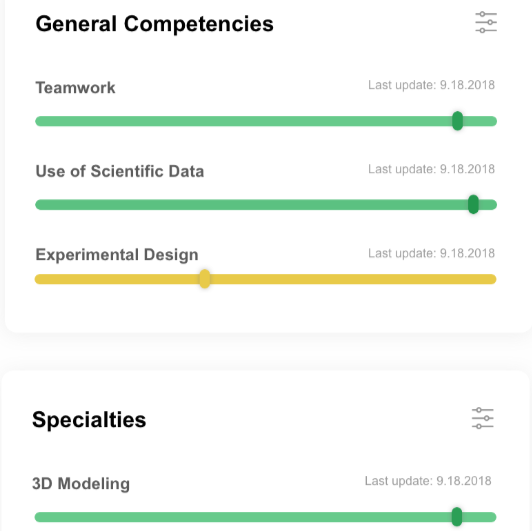 General Competencies
Teamwork
Last update: 9.18.2018
Use of Scientific Data
Last update: 9.18.2018
Experimental Design
Last update: 9.18.2018
Specialties
3D Modeling
Last update: 9.18.2018